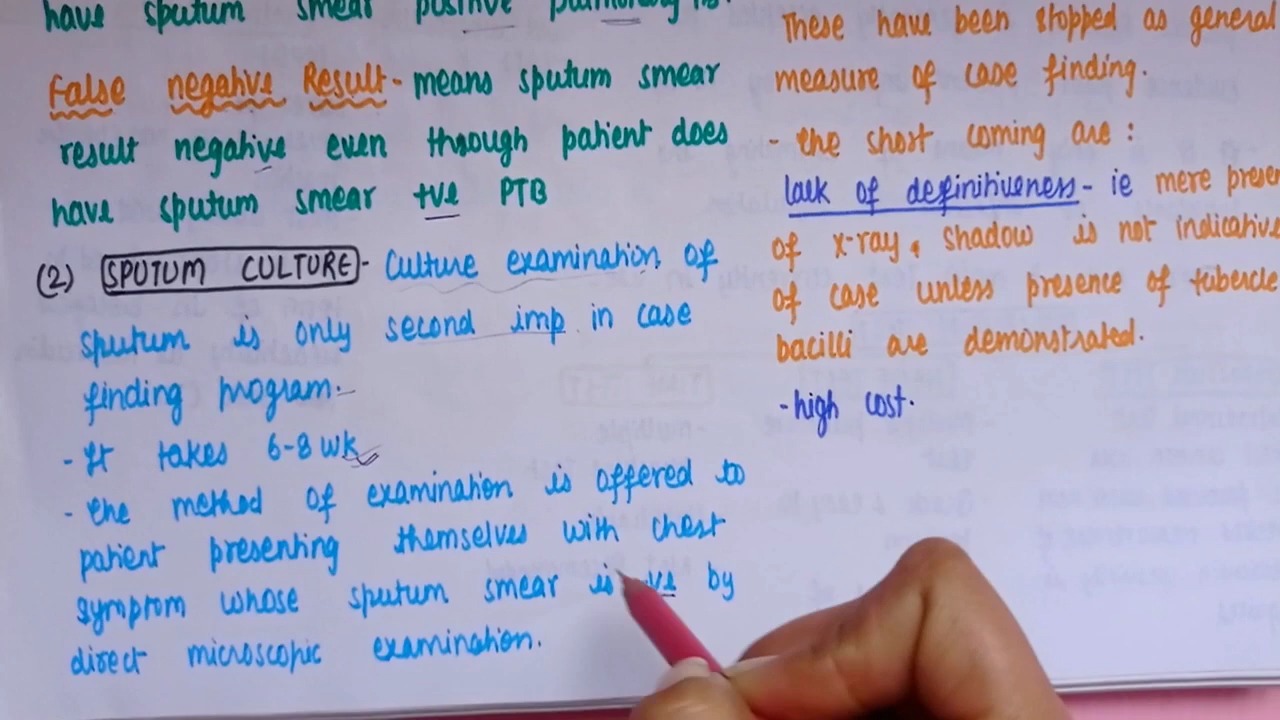 have sputum smear positive pulmonary
False negative Result - means sputum smear
result negative even through patient does
have sputum smear +ve PTB
(2) SPUTUM CULTURE - Culture examination of
sputum is only second imp in case
finding program.
- It takes 6-8 wk
- the method of examination is offered to
patient presenting themselves with chest
symptom whose sputum smear is ve by
direct microscopic examination.
These have been stopped as general
measure of case finding.
- the short coming are:
lack of definitiveness - ie mere presen
of x-ray, shadow is not indicative
of case unless presence of tubercle
bacilli are demonstrated.
- high cost.